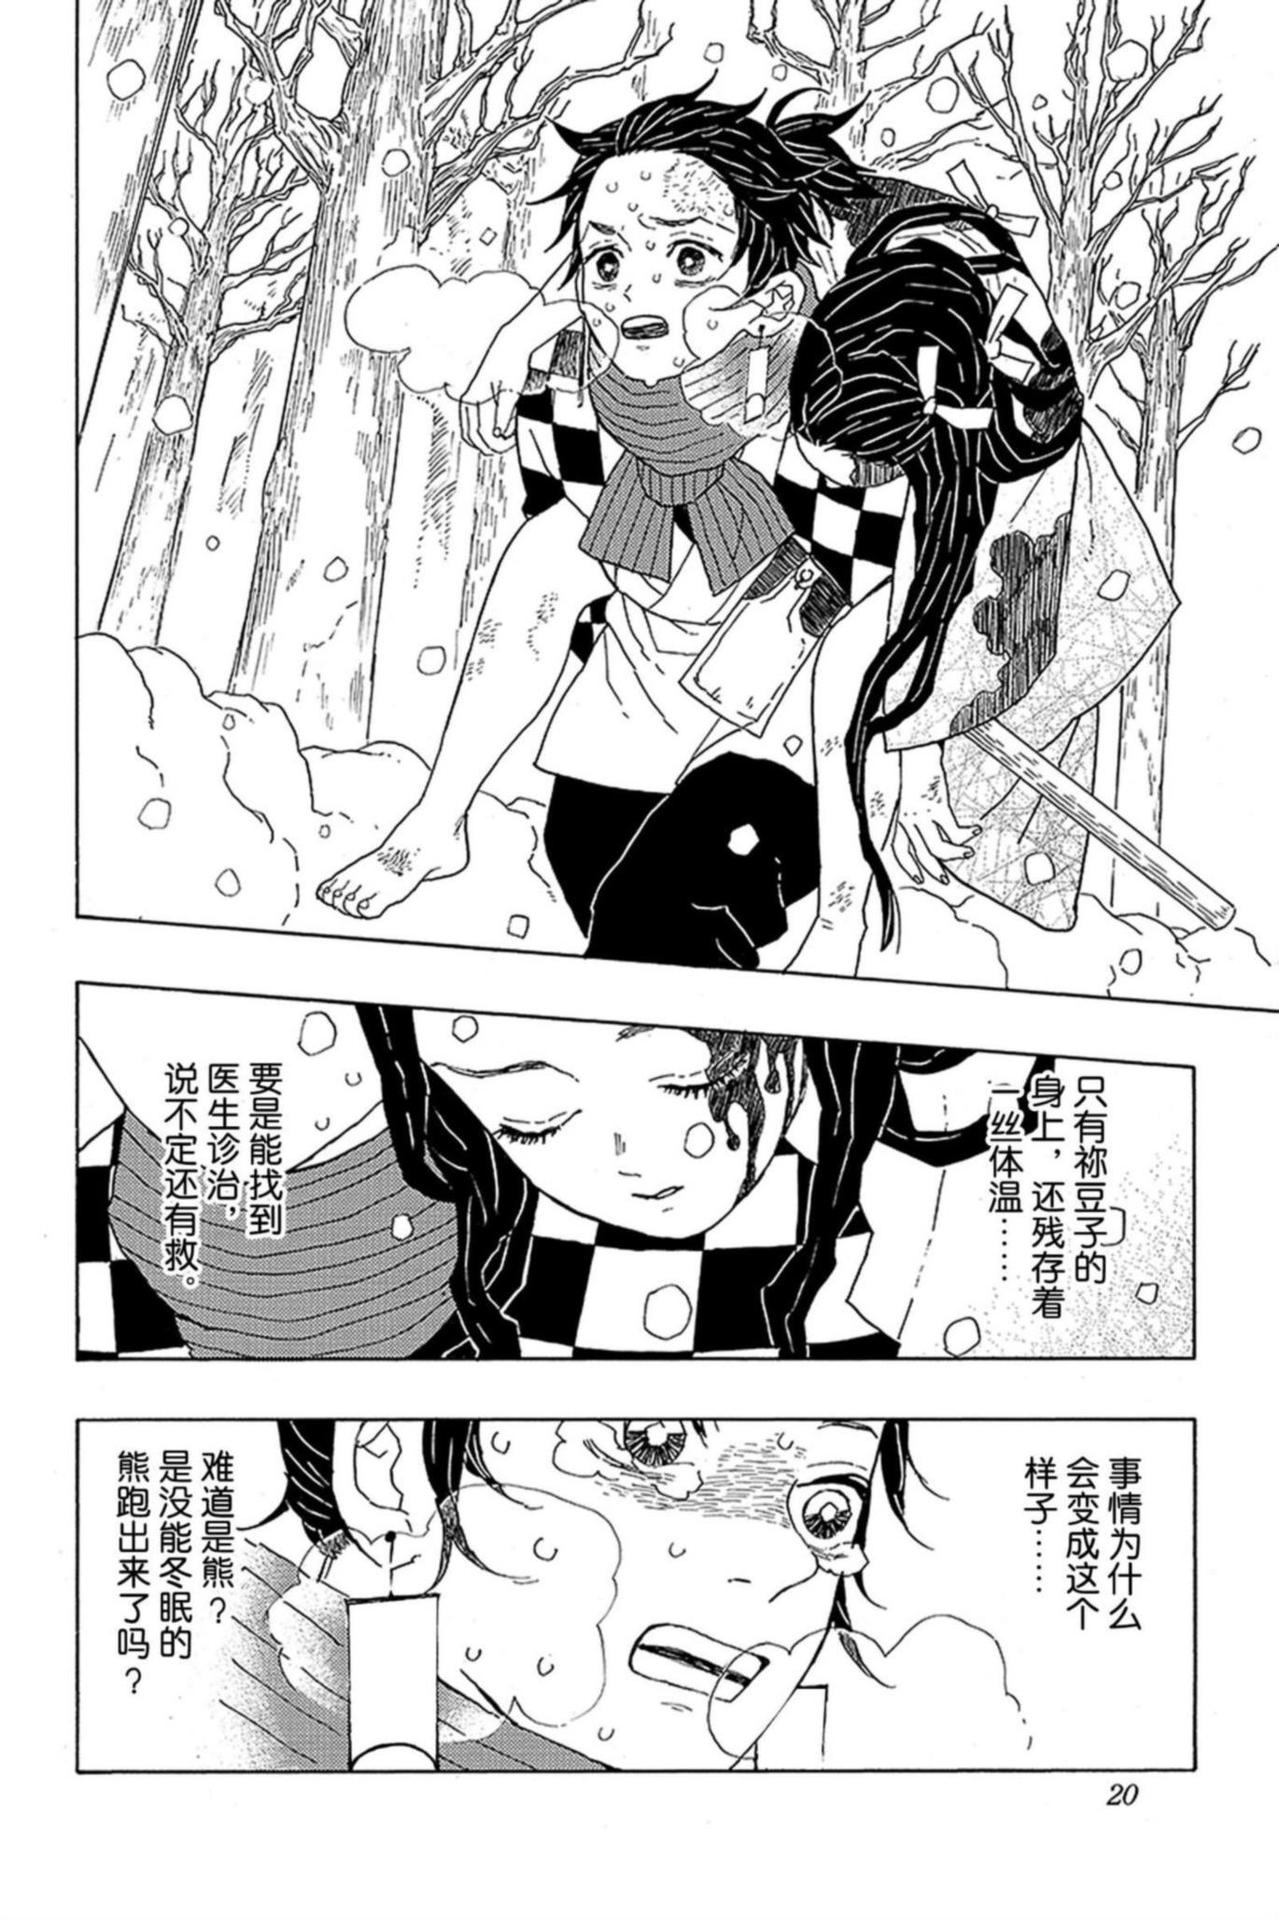 只有祢豆子的
身上，还残存着
一丝体温……
要是能找到
医生诊治，
说不定还有救。
事情为什么
会变成这个
样子……
难道是熊？
是没能冬眠的
熊跑出来了吗？
20